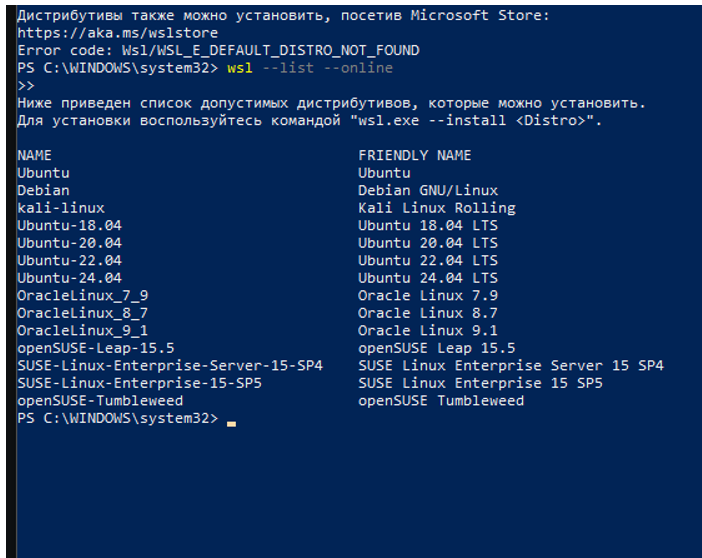 Дистрибутивы также можно установить, посетив Microsoft Store:
https://aka.ms/wslstore
Error code: Wsl/WSL_E_DEFAULT_DISTRO_NOT_FOUND
PS C:\WINDOWS\system32> wsl --list --online
>>
Ниже приведен список допустимых дистрибутивов, которые можно установить.
Для установки воспользуйтесь командой "wsl.exe --install <Distro>".
NAME FRIENDLY NAME
Ubuntu Ubuntu
Debian Debian GNU/Linux
kali-linux Kali Linux Rolling
Ubuntu-18.04 Ubuntu 18.04 LTS
Ubuntu-20.04 Ubuntu 20.04 LTS
Ubuntu-22.04 Ubuntu 22.04 LTS
Ubuntu-24.04 Ubuntu 24.04 LTS
OracleLinux_7_9 Oracle Linux 7.9
OracleLinux_8_7 Oracle Linux 8.7
OracleLinux_9_1 Oracle Linux 9.1
openSUSE-Leap-15.5 openSUSE Leap 15.5
SUSE-Linux-Enterprise-Server-15-SP4 SUSE Linux Enterprise Server 15 SP4
SUSE-Linux-Enterprise-15-SP5 SUSE Linux Enterprise 15 SP5
openSUSE-Tumbleweed openSUSE Tumbleweed
PS C:\WINDOWS\system32>